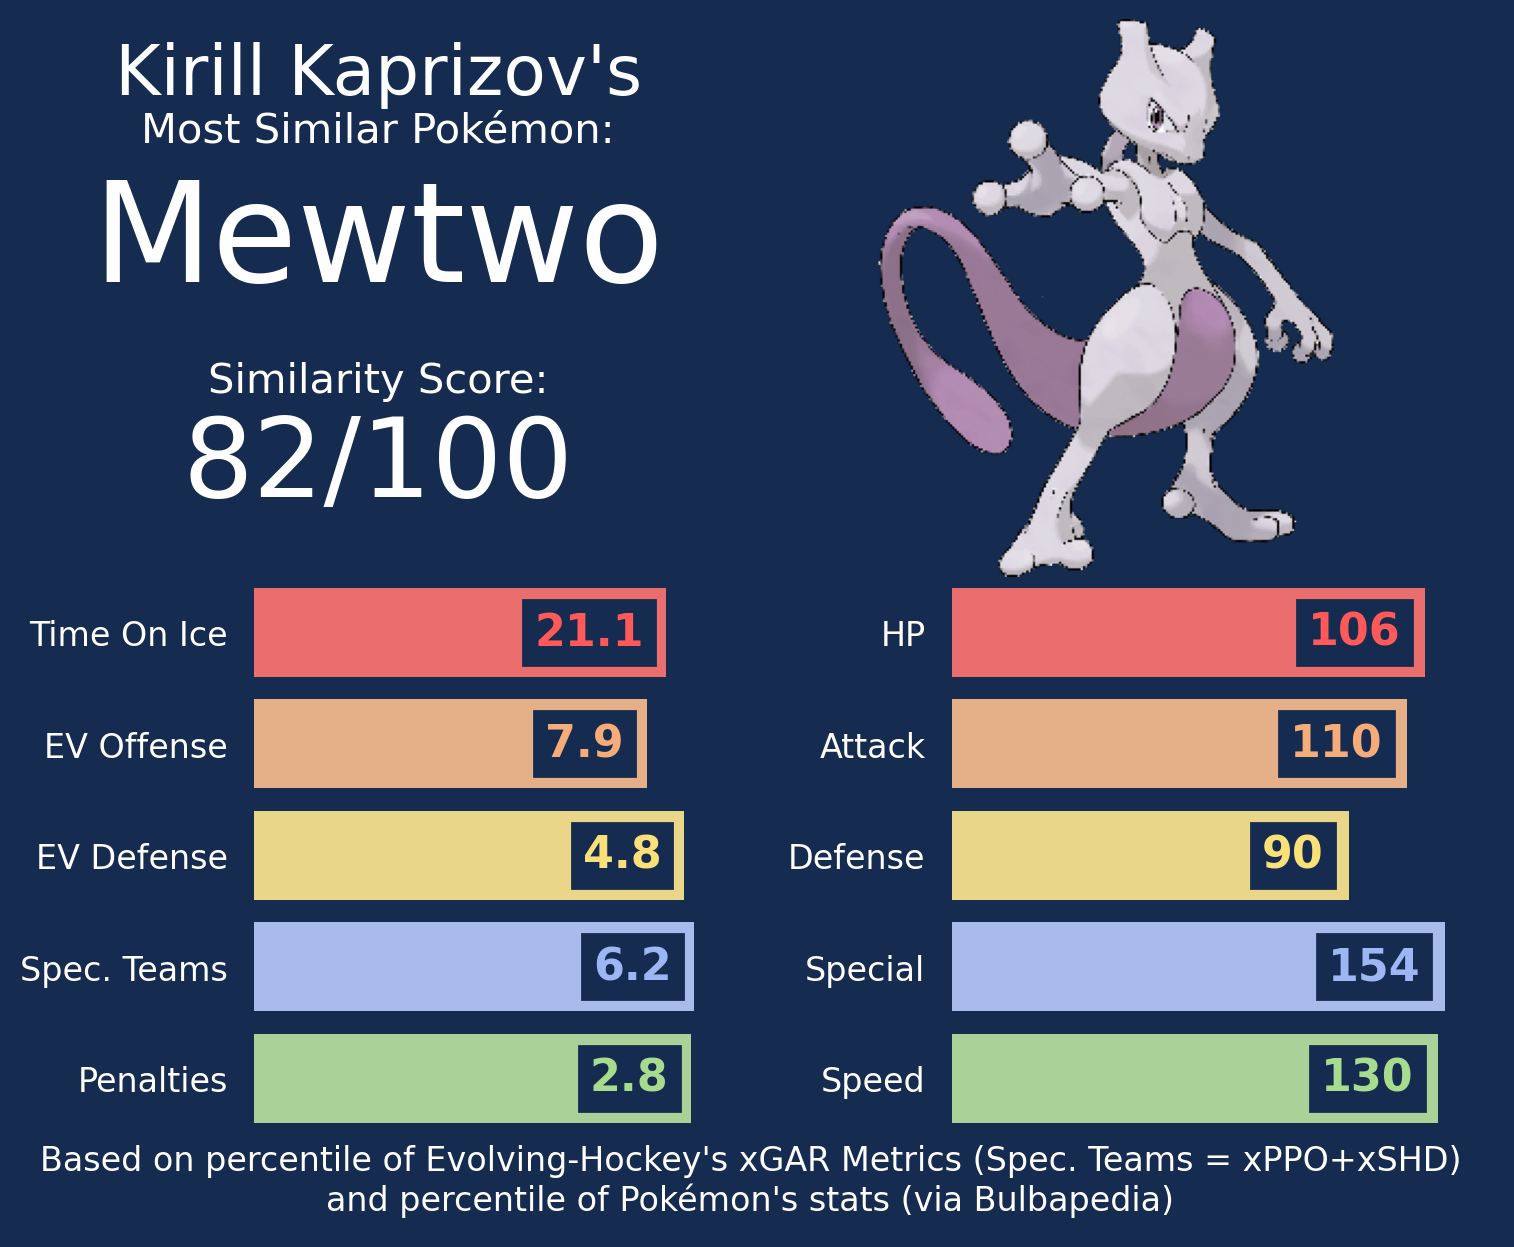 Kirill Kaprizov's
Most Similar Pokémon:
Mewtwo
Similarity Score:
82/100
Time On Ice 21.1
EV Offense 7.9
EV Defense 4.8
Spec. Teams 6.2
Penalties 2.8
HP 106
Attack 110
Defense 90
Special 154
Speed 130
Based on percentile of Evolving-Hockey's xGAR Metrics (Spec. Teams = xPPO+xSHD)
and percentile of Pokémon's stats (via Bulbapedia)